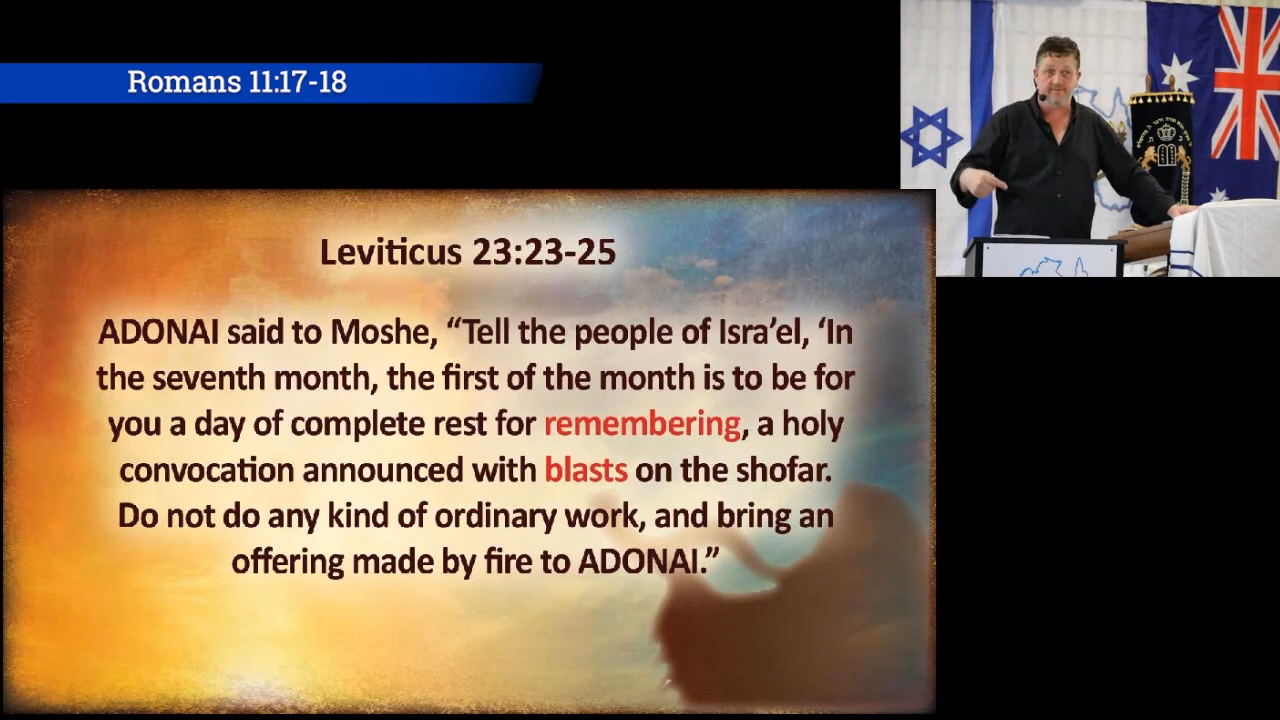 Romans 11:17-18
Leviticus 23:23-25
ADONAI said to Moshe, “Tell the people of Isra’el, ‘In
the seventh month, the first of the month is to be for
you a day of complete rest for remembering, a holy
convocation announced with blasts on the shofar.
Do not do any kind of ordinary work, and bring an
offering made by fire to ADONAI.”